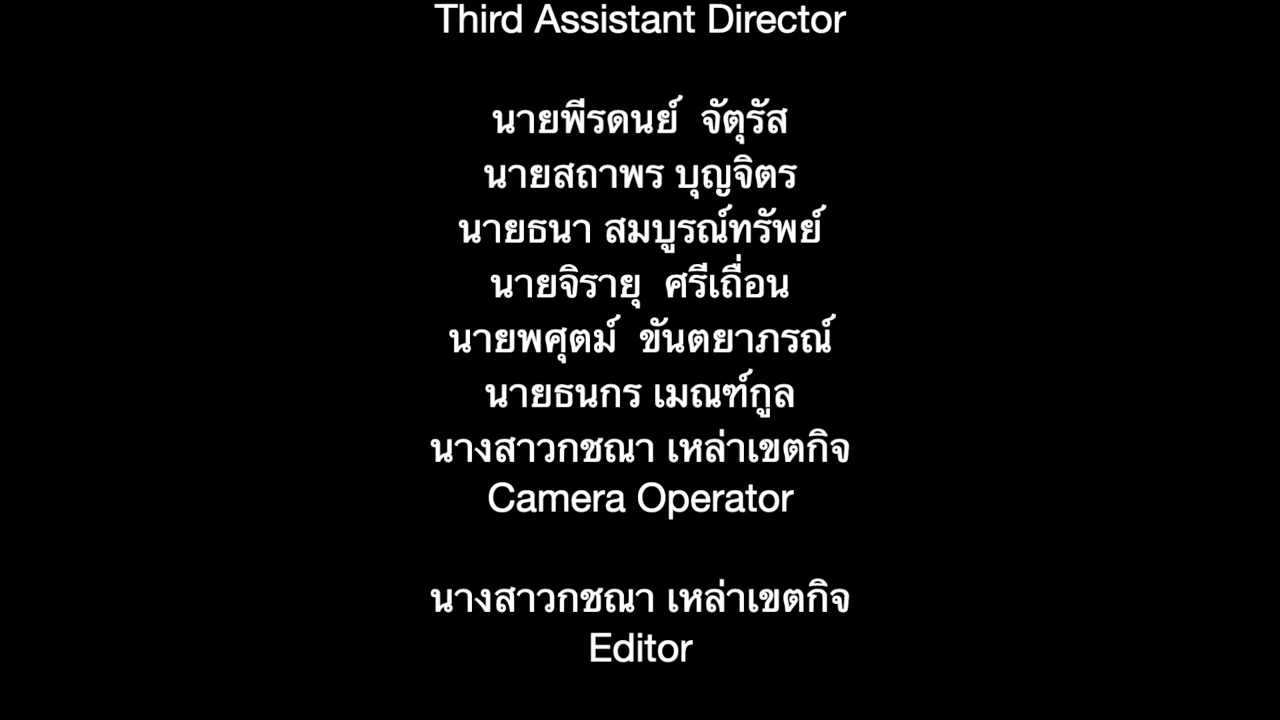 Third Assistant Director
นายพีรดนย์  จัตุรัส
นายสถาพร บุญจิตร
นายธนา สมบูรณ์ทรัพย์
นายจิรายุ  ศรีเถื่อน
นายพศุตม์  ขันตยาภรณ์
นายธนกร เมณฑ์กูล
นางสาวกชณา เหล่าเขตกิจ
Camera Operator
นางสาวกชณา เหล่าเขตกิจ
Editor